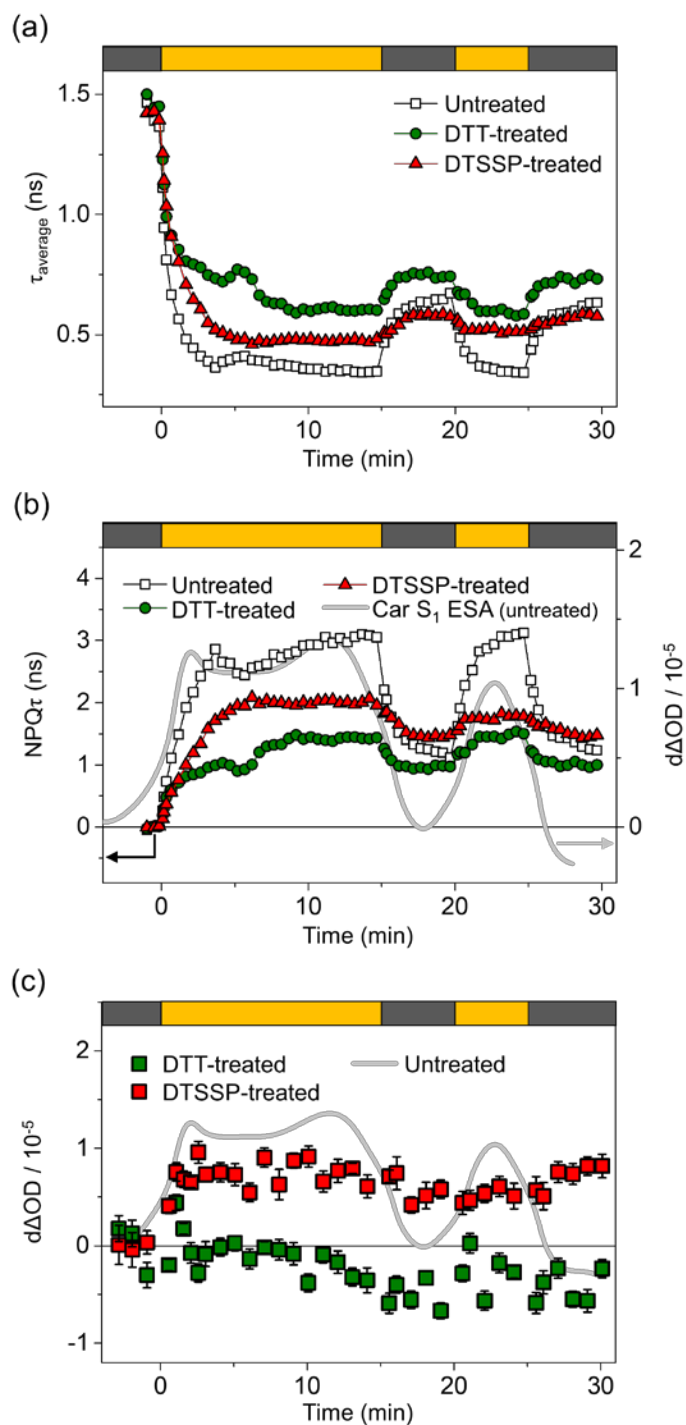 (a)
1.5
1.0
0.5
τaverage (ns)
Untreated
DTT-treated
DTSSP-treated
0 10 20 30
Time (min)
(b)
4
3
2
1
0
NPQτ (ns)
Untreated
DTSSP-treated
DTT-treated
Car S1 ESA (untreated)
2
1
0
dΔOD / 10-5
0 10 20 30
Time (min)
(c)
2
1
0
-1
dΔOD / 10-5
DTT-treated
Untreated
DTSSP-treated
0 10 20 30
Time (min)